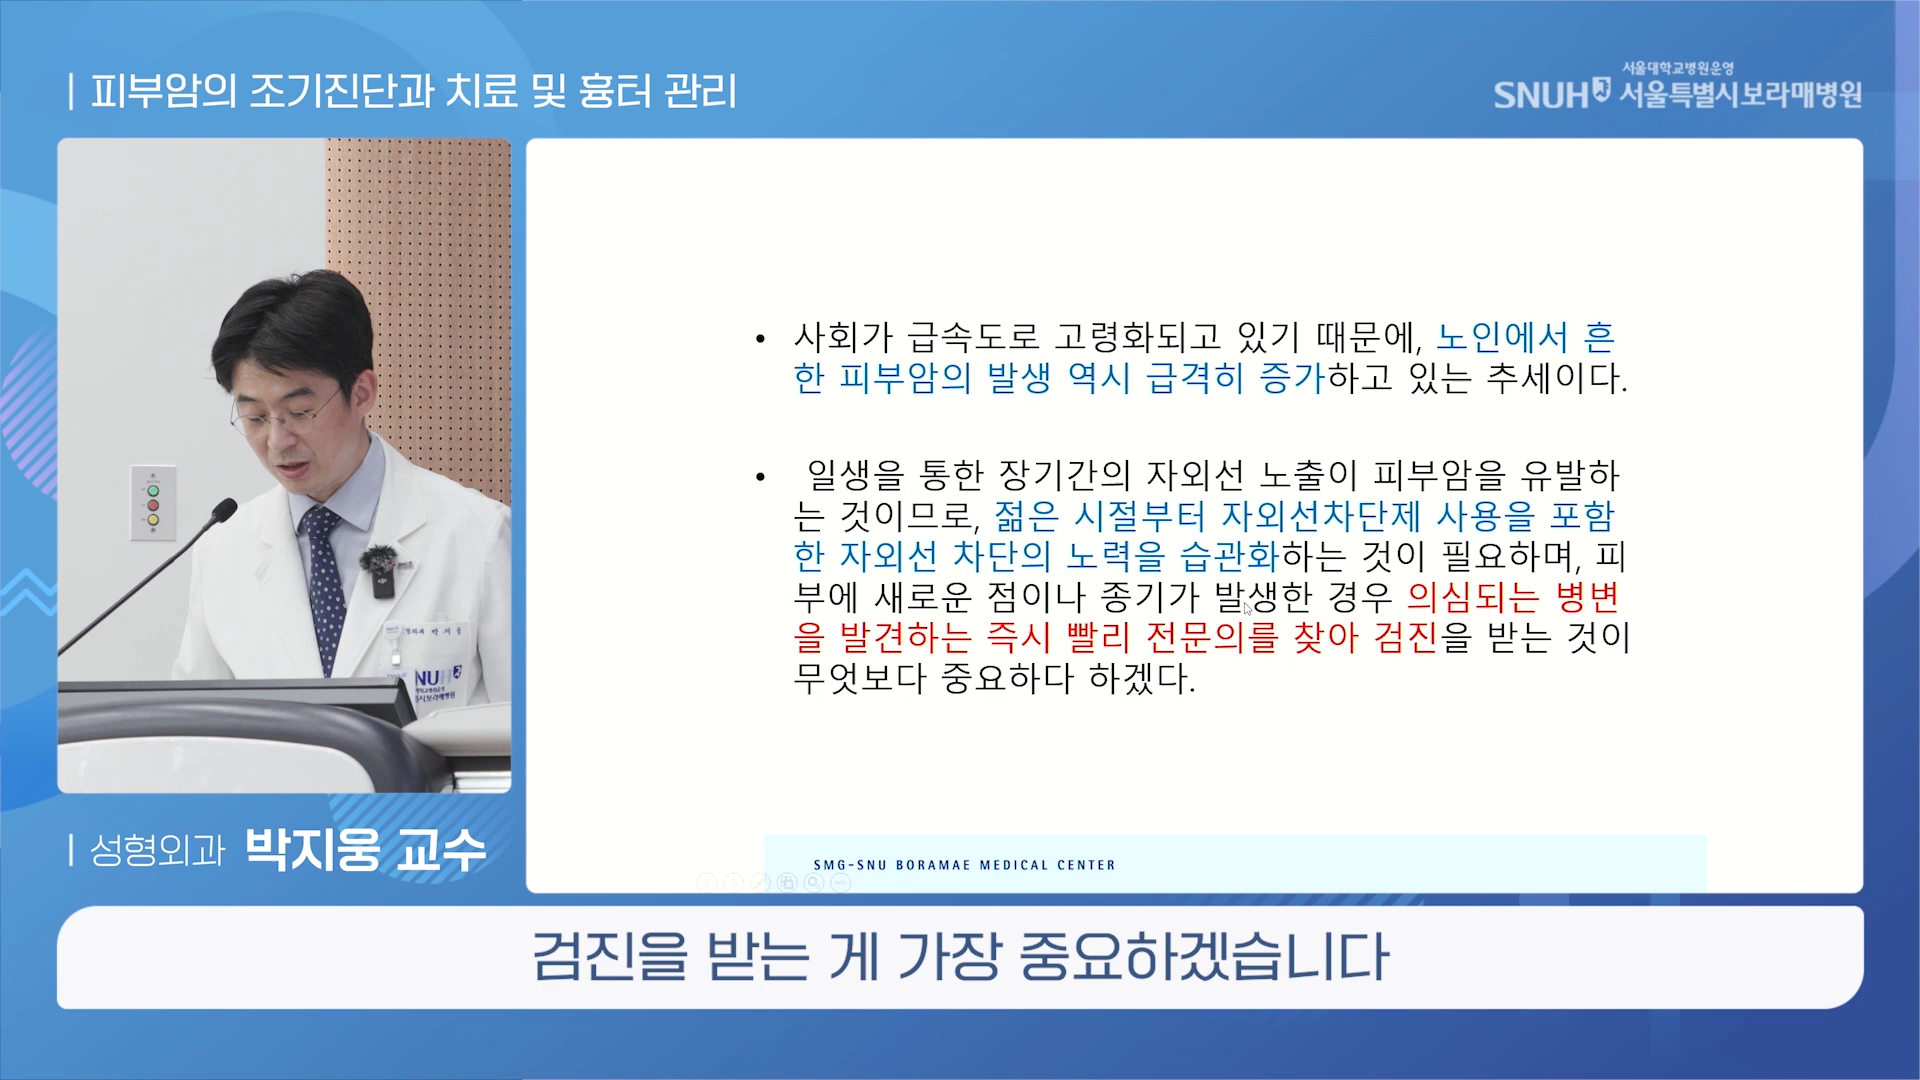 피부암의 조기진단과 치료 및 흉터 관리
서울대학교병원운영
SNUH 서울특별시보라매병원
사회가 급속도로 고령화되고 있기 때문에, 노인에서 흔
한 피부암의 발생 역시 급격히 증가하고 있는 추세이다.
일생을 통한 장기간의 자외선 노출이 피부암을 유발하
는 것이므로, 젊은 시절부터 자외선차단제 사용을 포함
한 자외선 차단의 노력을 습관화하는 것이 필요하며, 피
부에 새로운 점이나 종기가 발생한 경우 의심되는 병변
을 발견하는 즉시 빨리 전문의를 찾아 검진을 받는 것이
무엇보다 중요하다 하겠다.
SMG-SNU BORAMAE MEDICAL CENTER
박지웅
성형외과 박지웅 교수
검진을 받는 게 가장 중요하겠습니다